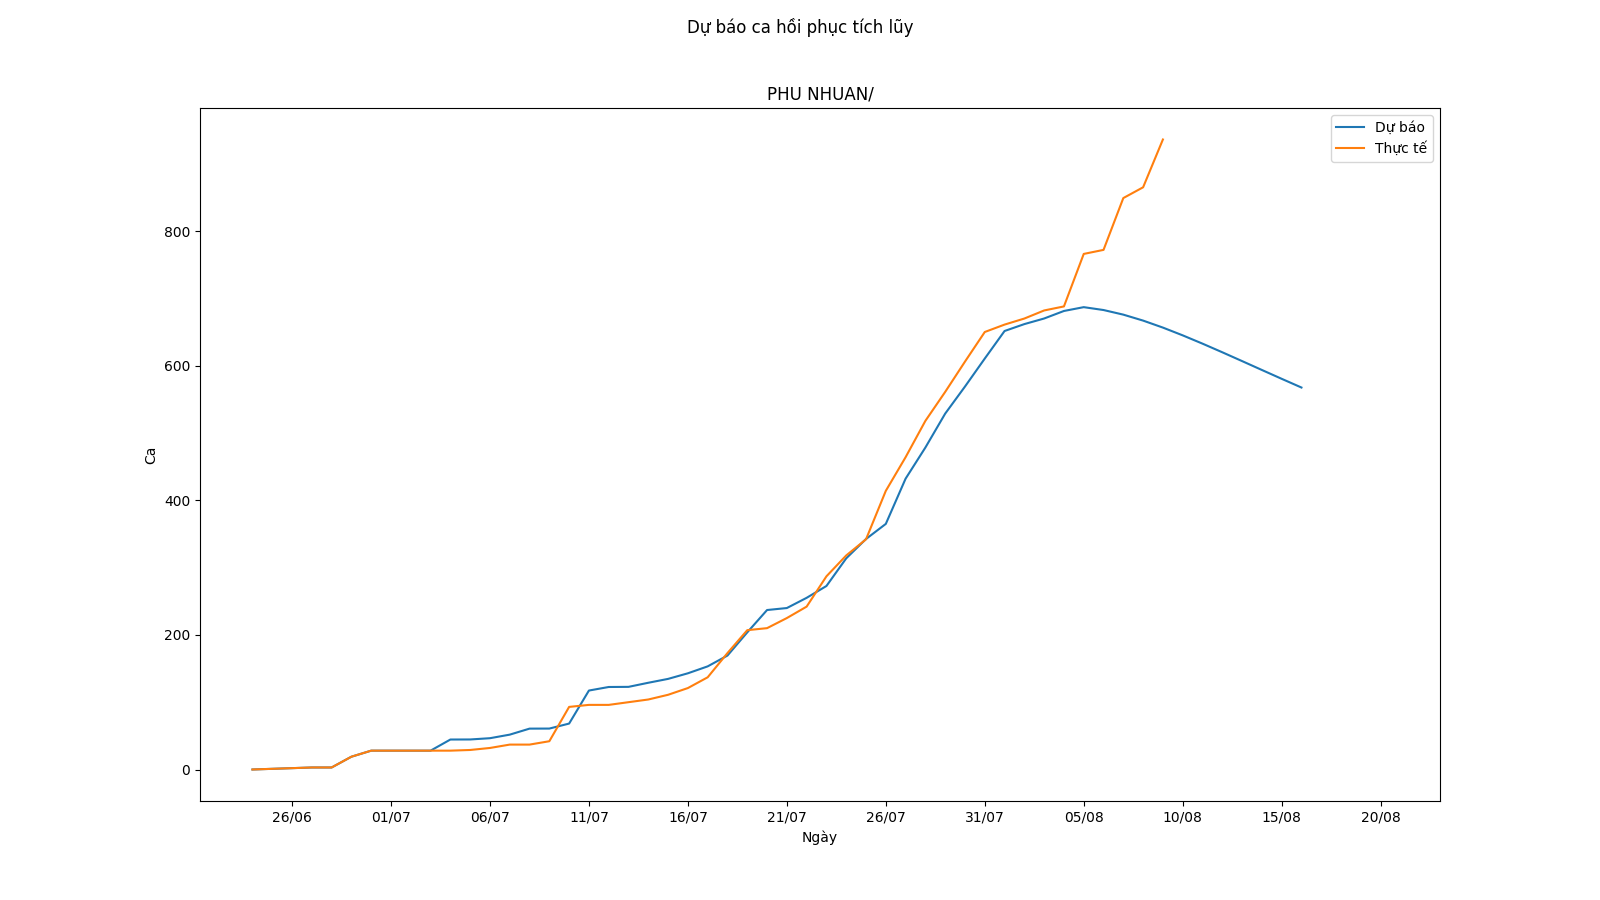 Dự báo ca hồi phục tích lũy
PHU NHUAN/
Dự báo
Thực tế
800
600
400
200
0
Ca
26/06
01/07
06/07
11/07
16/07
21/07
26/07
31/07
05/08
10/08
15/08
20/08
Ngày